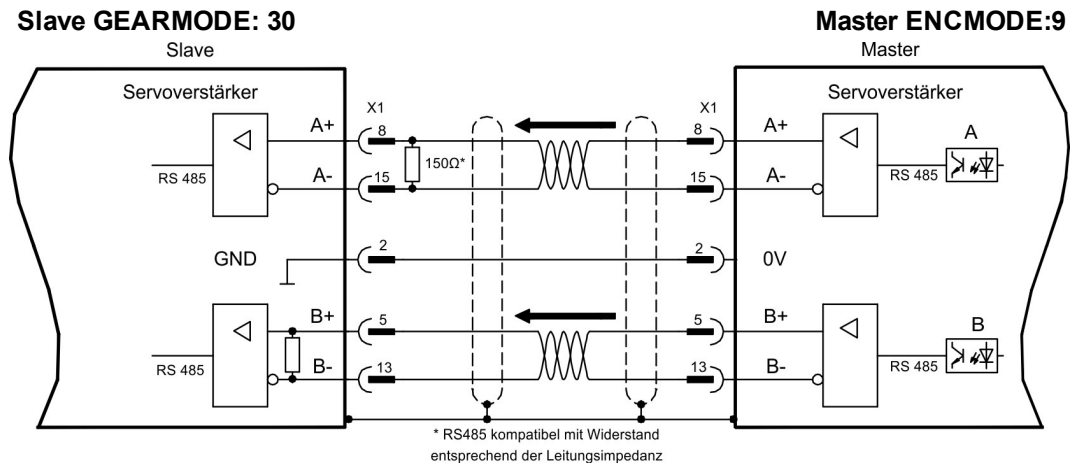 Slave GEARMODE: 30
Master ENCMODE:9
Slave
Master
Servoverstärker
Servoverstärker
X1
X1
A+
8
8
A+
A
150Ω*
RS 485
RS 485
A-
15
15
A-
GND
2
2
0V
B+
5
5
B+
B
RS 485
RS 485
B-
13
13
B-
* RS485 kompatibel mit Widerstand
entsprechend der Leitungsimpedanz